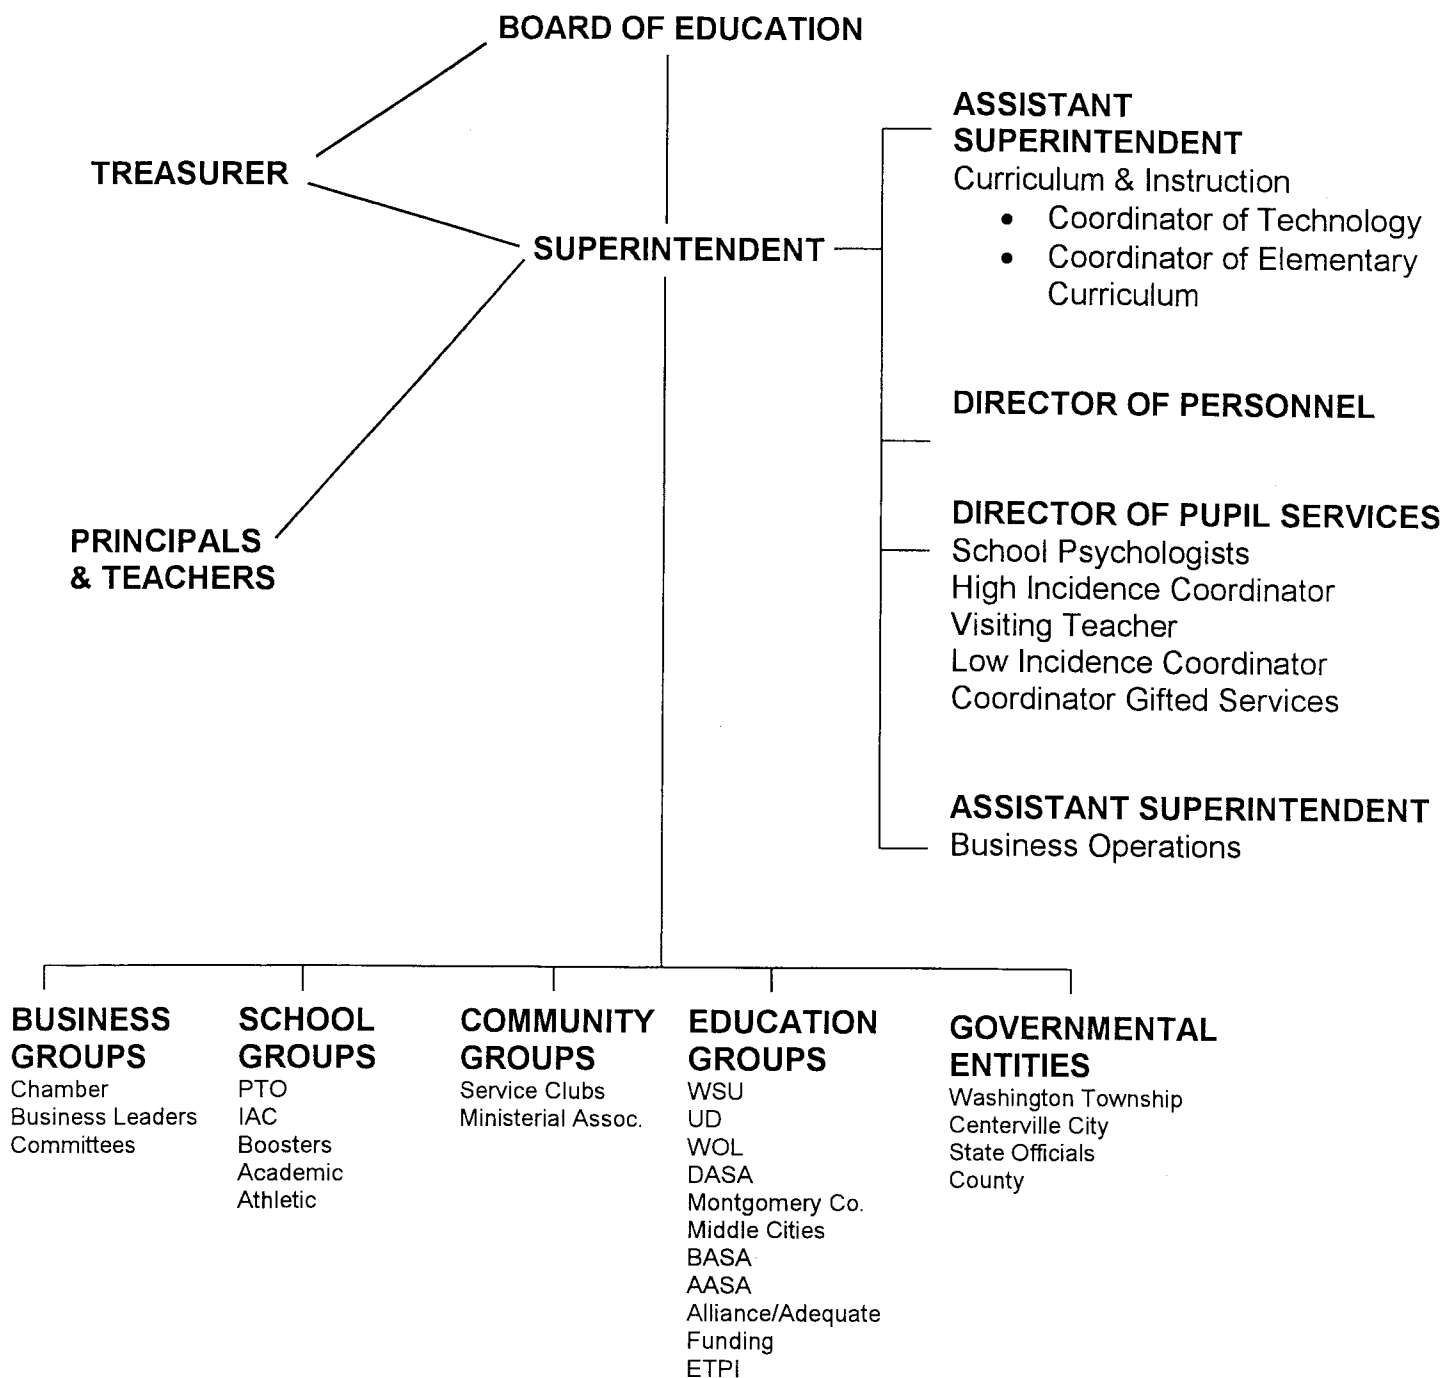 BOARD OF EDUCATION
TREASURER
SUPERINTENDENT
PRINCIPALS
& TEACHERS
ASSISTANT
SUPERINTENDENT
Curriculum & Instruction
• Coordinator of Technology
• Coordinator of Elementary
Curriculum
DIRECTOR OF PERSONNEL
DIRECTOR OF PUPIL SERVICES
School Psychologists
High Incidence Coordinator
Visiting Teacher
Low Incidence Coordinator
Coordinator Gifted Services
ASSISTANT SUPERINTENDENT
Business Operations
BUSINESS
GROUPS
Chamber
Business Leaders
Committees
SCHOOL
GROUPS
PTO
IAC
Boosters
Academic
Athletic
COMMUNITY
GROUPS
Service Clubs
Ministerial Assoc.
EDUCATION
GROUPS
WSU
UD
WOL
DASA
Montgomery Co.
Middle Cities
BASA
AASA
Alliance/Adequate
Funding
ETPI
GOVERNMENTAL
ENTITIES
Washington Township
Centerville City
State Officials
County